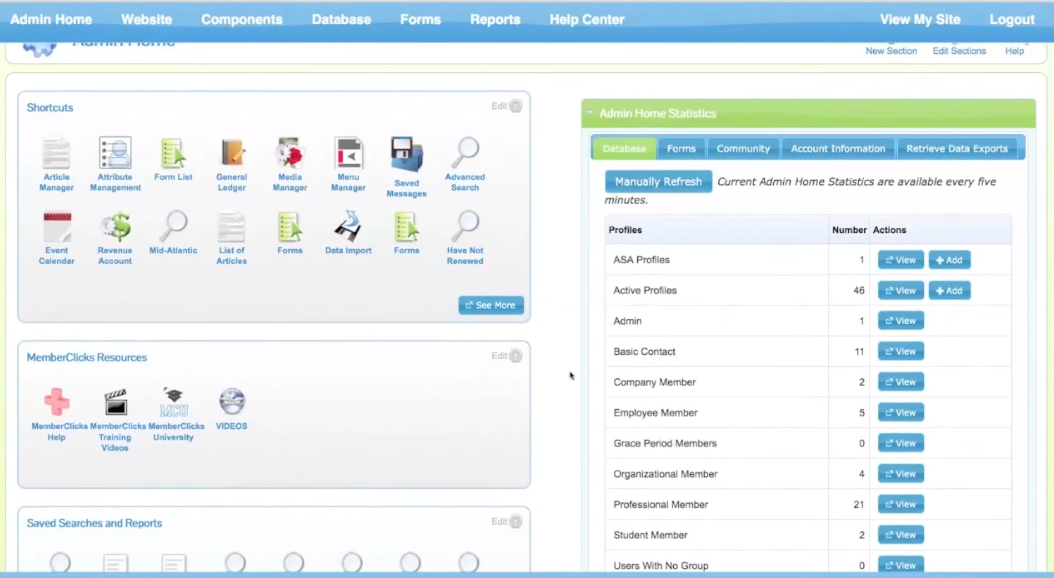 Admin Home Website Components Database Forms Reports Help Center View My Site Logout
Admin Home
New Section Edit Sections Help
Shortcuts Edit
Article Manager
Attribute Management
Form List
General Ledger
Media Manager
Menu Manager
Saved Messages
Advanced Search
Event Calendar
Revenue Account
Mid-Atlantic
List of Articles
Forms
Data Import
Forms
Have Not Renewed
See More
MemberClicks Resources Edit
MemberClicks Help
MemberClicks Training Videos
MCU
MemberClicks University
VIDEOS
Saved Searches and Reports Edit
Admin Home Statistics
Database Forms Community Account Information Retrieve Data Exports
Manually Refresh Current Admin Home Statistics are available every five
minutes.
Profiles Number Actions
ASA Profiles 1 View Add
Active Profiles 46 View Add
Admin 1 View
Basic Contact 11 View
Company Member 2 View
Employee Member 5 View
Grace Period Members 0 View
Organizational Member 4 View
Professional Member 21 View
Student Member 2 View
Users With No Group 0 View